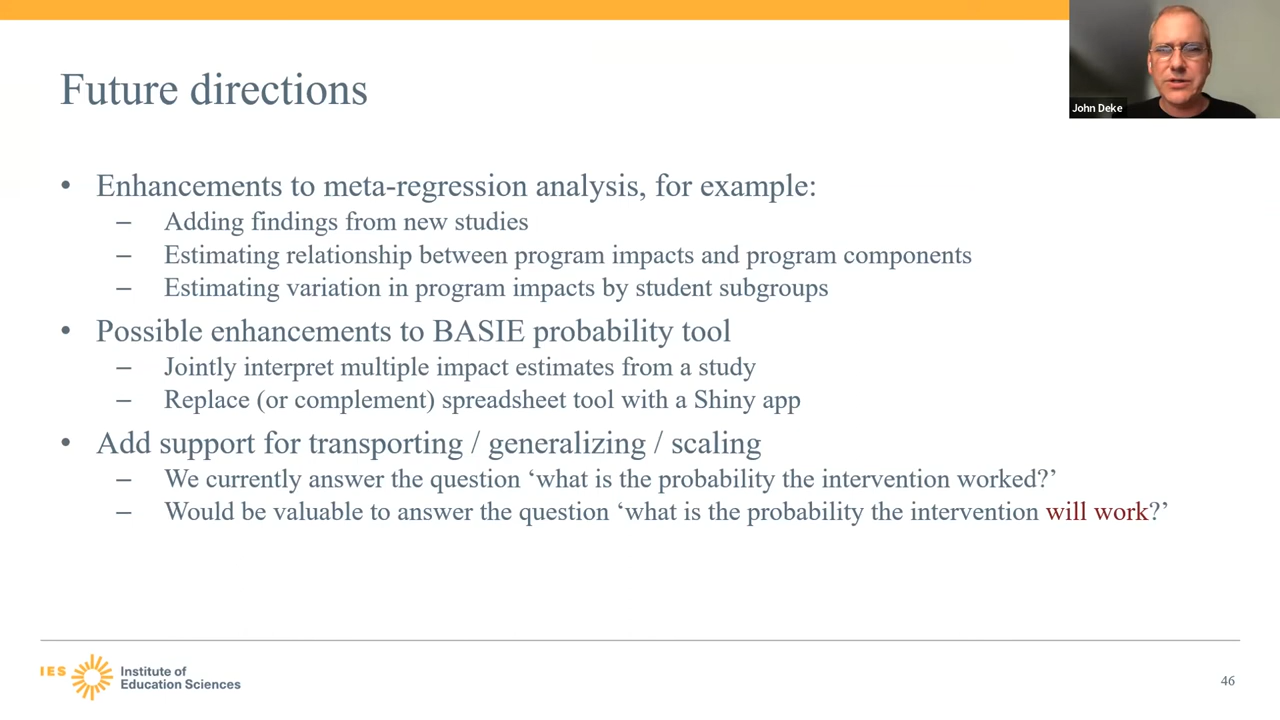 John Deke
Future directions
• Enhancements to meta-regression analysis, for example:
– Adding findings from new studies
– Estimating relationship between program impacts and program components
– Estimating variation in program impacts by student subgroups
• Possible enhancements to BASIE probability tool
– Jointly interpret multiple impact estimates from a study
– Replace (or complement) spreadsheet tool with a Shiny app
• Add support for transporting / generalizing / scaling
– We currently answer the question ‘what is the probability the intervention worked?’
– Would be valuable to answer the question ‘what is the probability the intervention will work?’
IES
Institute of
Education Sciences
46